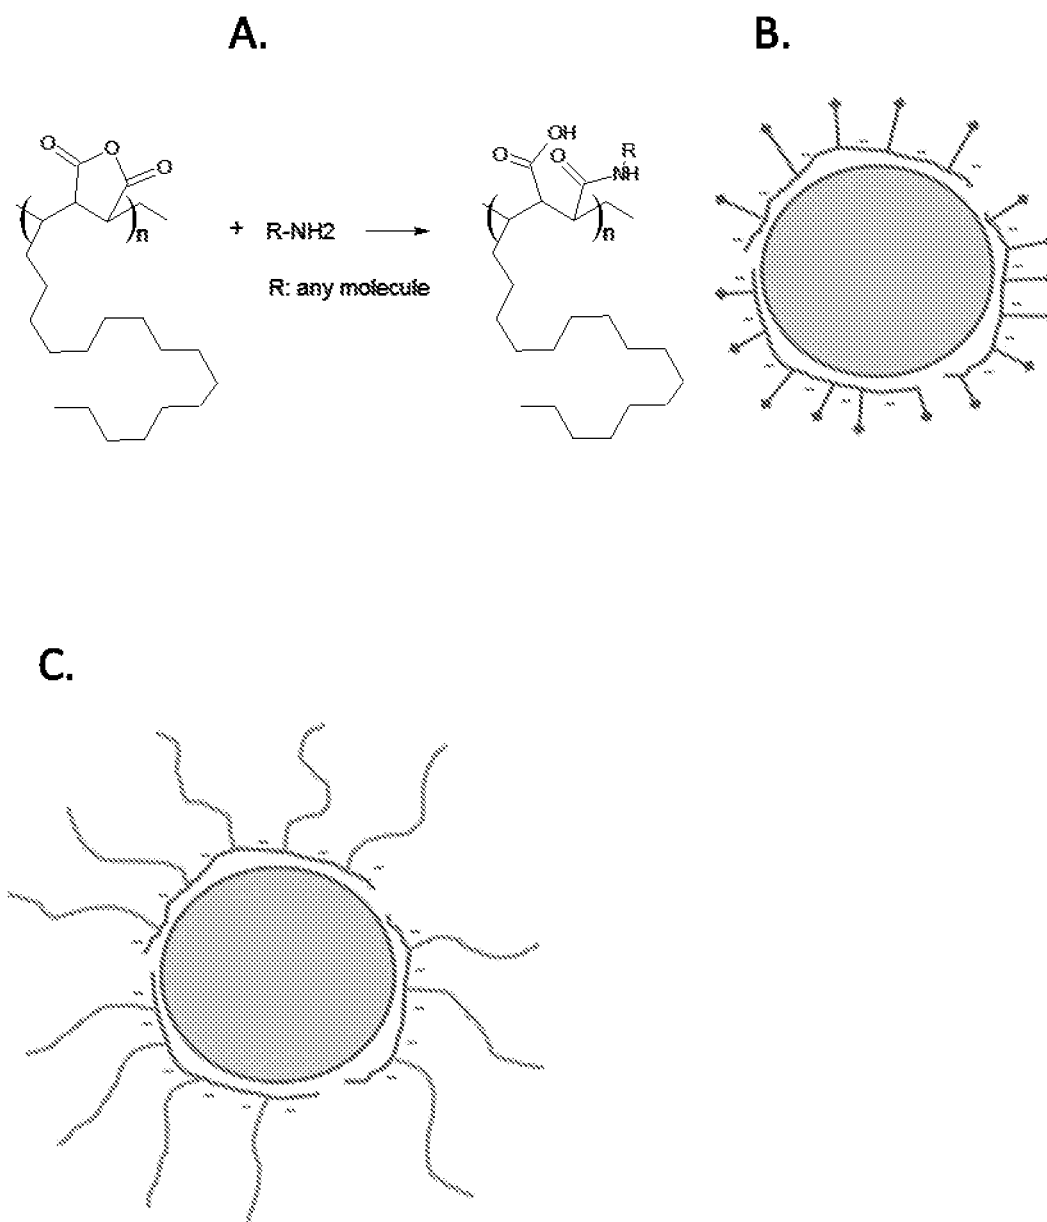 A.
B.
O
O
O
( )n
+ R-NH2
R: any molecule
O
OH
O
R
NH
( )n
C.